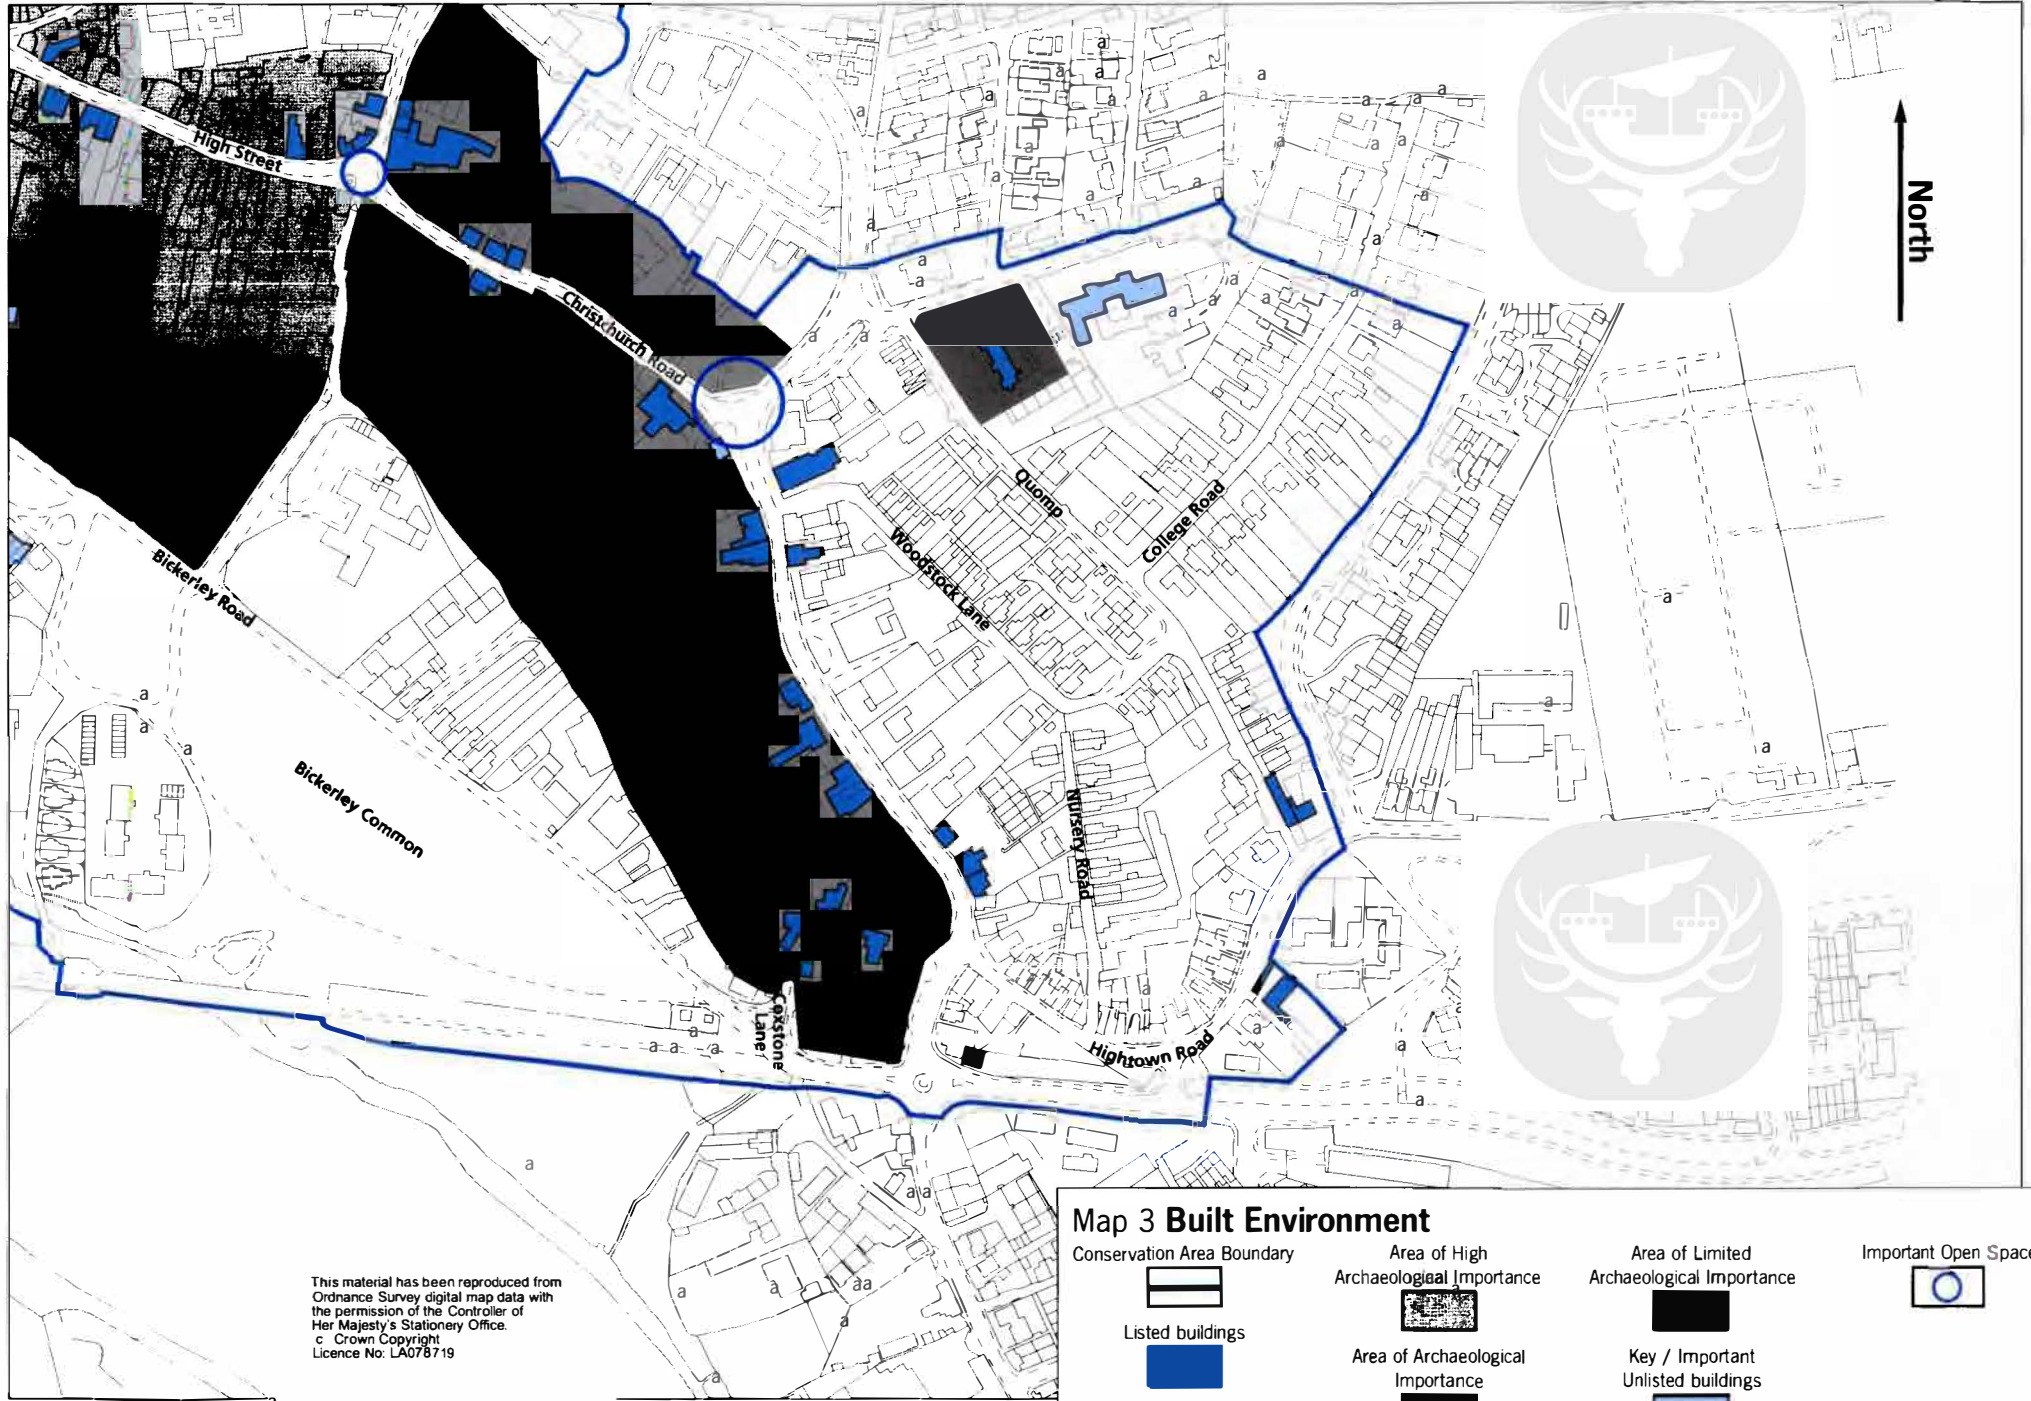 High Street
North
Christchurch Road
Quomp
College Road
Woodstock Lane
Bickerley Road
Bickerley Common
Nursery Road
Coxstone
Lane
Hightown Road
This material has been reproduced from
Ordnance Survey digital map data with
the permission of the Controller of
Her Majesty's Stationery Office.
c Crown Copyright
Licence No: LA078719
Map 3 Built Environment
Conservation Area Boundary
Area of High
Archaeological Importance
Area of Limited
Archaeological Importance
Important Open Space
Listed buildings
Area of Archaeological
Importance
Key / Important
Unlisted buildings